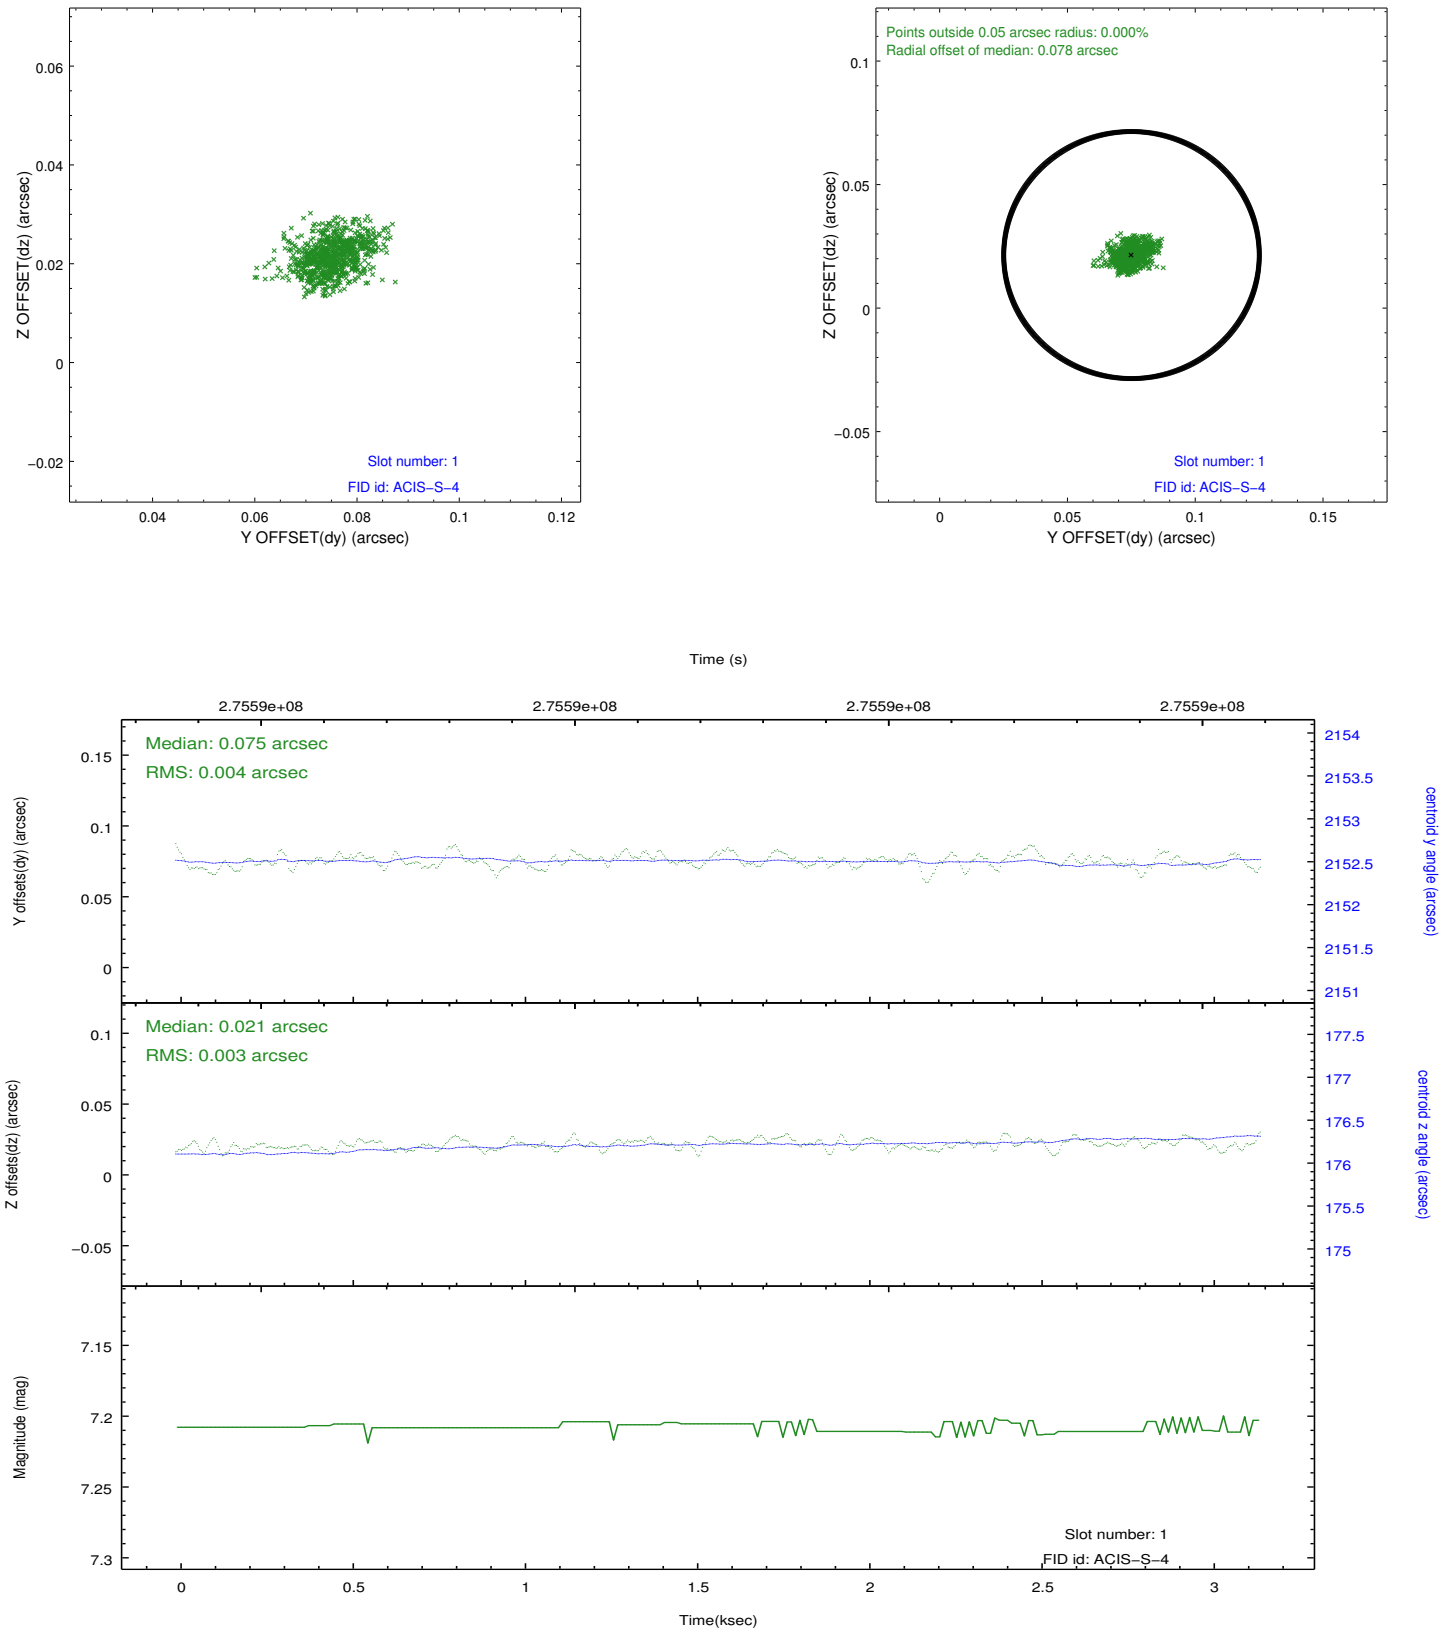 0.06
0.04
0.02
0
−0.02
Z OFFSET(dz) (arcsec)
Slot number: 1
FID id: ACIS−S−4
0.04 0.06 0.08 0.1 0.12
Y OFFSET(dy) (arcsec)
Points outside 0.05 arcsec radius: 0.000%
Radial offset of median: 0.078 arcsec
0.1
0.05
0
−0.05
Z OFFSET(dz) (arcsec)
Slot number: 1
FID id: ACIS−S−4
0 0.05 0.1 0.15
Y OFFSET(dy) (arcsec)
Time (s)
2.7559e+08 2.7559e+08 2.7559e+08 2.7559e+08
Median: 0.075 arcsec
RMS: 0.004 arcsec
0.15
0.1
0.05
0
Y offsets(dy) (arcsec)
2154
2153.5
2153
2152.5
2152
2151.5
2151
centroid y angle (arcsec)
Median: 0.021 arcsec
RMS: 0.003 arcsec
0.1
0.05
0
−0.05
Z offsets(dz) (arcsec)
177.5
177
176.5
176
175.5
175
centroid z angle (arcsec)
7.15
7.2
7.25
7.3
Magnitude (mag)
Slot number: 1
FID id: ACIS−S−4
0 0.5 1 1.5 2 2.5 3
Time(ksec)